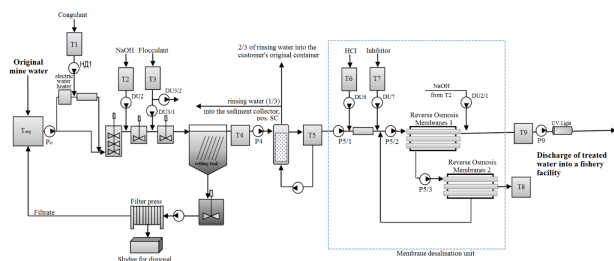 Coagulant
T1
НД1
Original
mine water
electric
water
heater
NaOH
Flocculant
T2
T3
DU2
DU3/2
DU3/1
2/3 of rinsing water into the
customer's original container
rinsing water (1/3)
into the sediment collector,
pos. SC
settling tank
T4
P4
T5
P5/1
HCl
Inhibitor
T6
T7
DU6
DU7
P5/2
NaOH
from T2
DU2/1
Reverse Osmosis
Membranes 1
P5/3
Reverse Osmosis
Membranes 2
T8
T9
P9
UV-Light
Discharge of treated
water into a fishery
facility
Filter press
Filtrate
Sludge for disposal
Membrane desalination unit